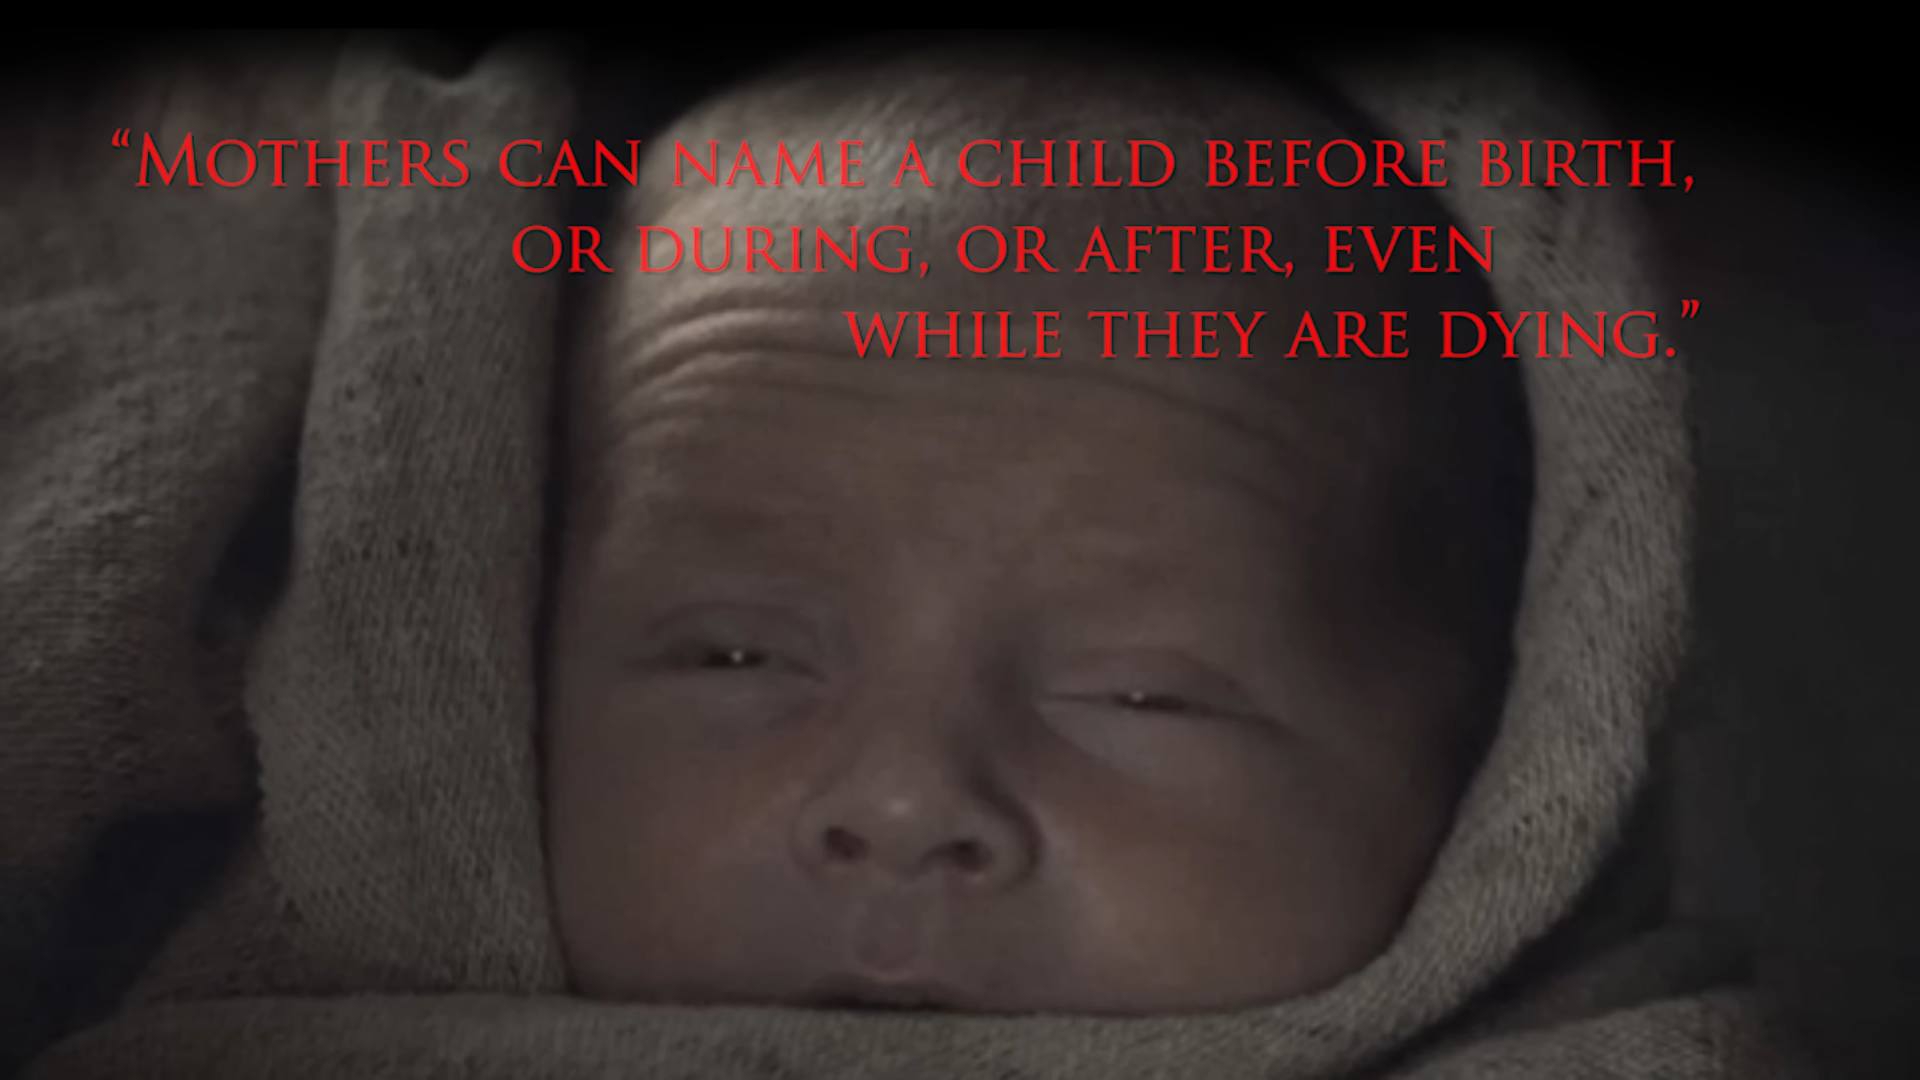 “Mothers can name a child before birth,
or during, or after, even
while they are dying.”